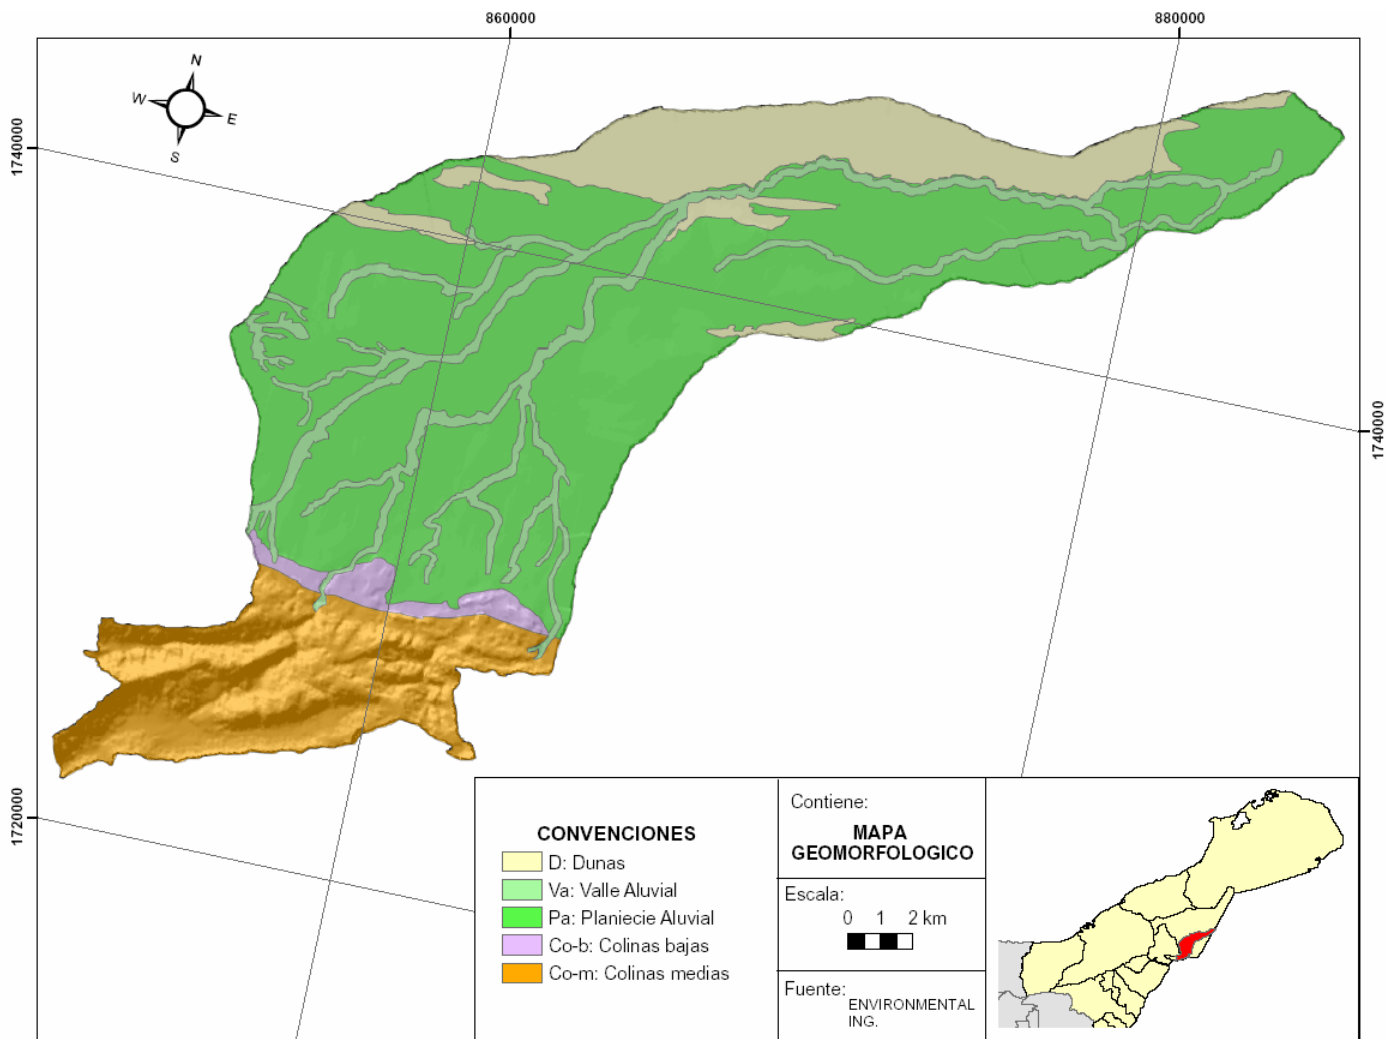 860000
880000
N
W
E
S
1740000
1740000
1720000
CONVENCIONES
D: Dunas
Va: Valle Aluvial
Pa: Planiecie Aluvial
Co-b: Colinas bajas
Co-m: Colinas medias
Contiene:
MAPA
GEOMORFOLOGICO
Escala:
0 1 2 km
Fuente:
ENVIRONMENTAL
ING.